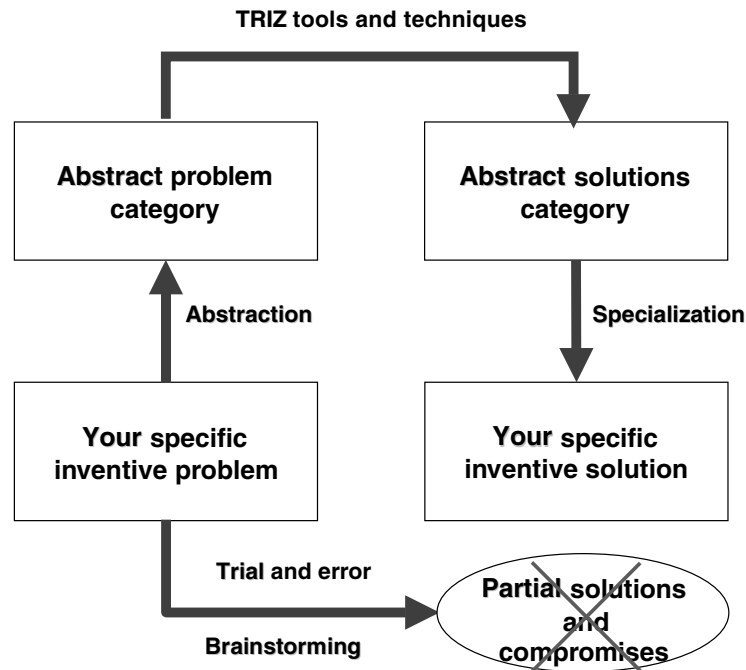 TRIZ tools and techniques
Abstract problem
category
Abstract solutions
category
Abstraction
Specialization
Your specific
inventive problem
Your specific
inventive solution
Trial and error
Brainstorming
Partial solutions
and
compromises